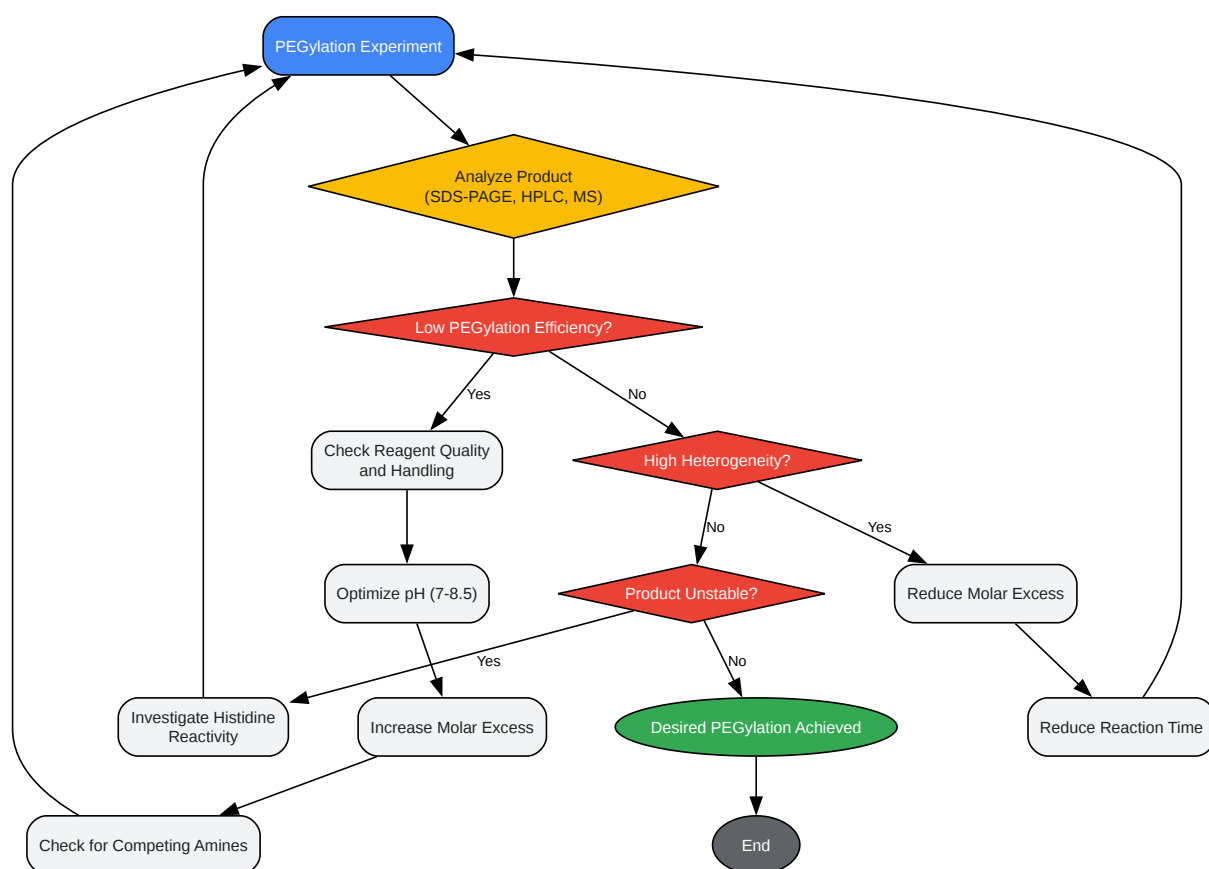 PEGylation Experiment
Analyze Product
(SDS-PAGE, HPLC, MS)
Low PEGylation Efficiency?
Yes
No
Check Reagent Quality
and Handling
High Heterogeneity?
No
Yes
Optimize pH (7-8.5)
Product Unstable?
Reduce Molar Excess
Yes
No
Investigate Histidine
Reactivity
Increase Molar Excess
Desired PEGylation Achieved
Reduce Reaction Time
Check for Competing Amines
End